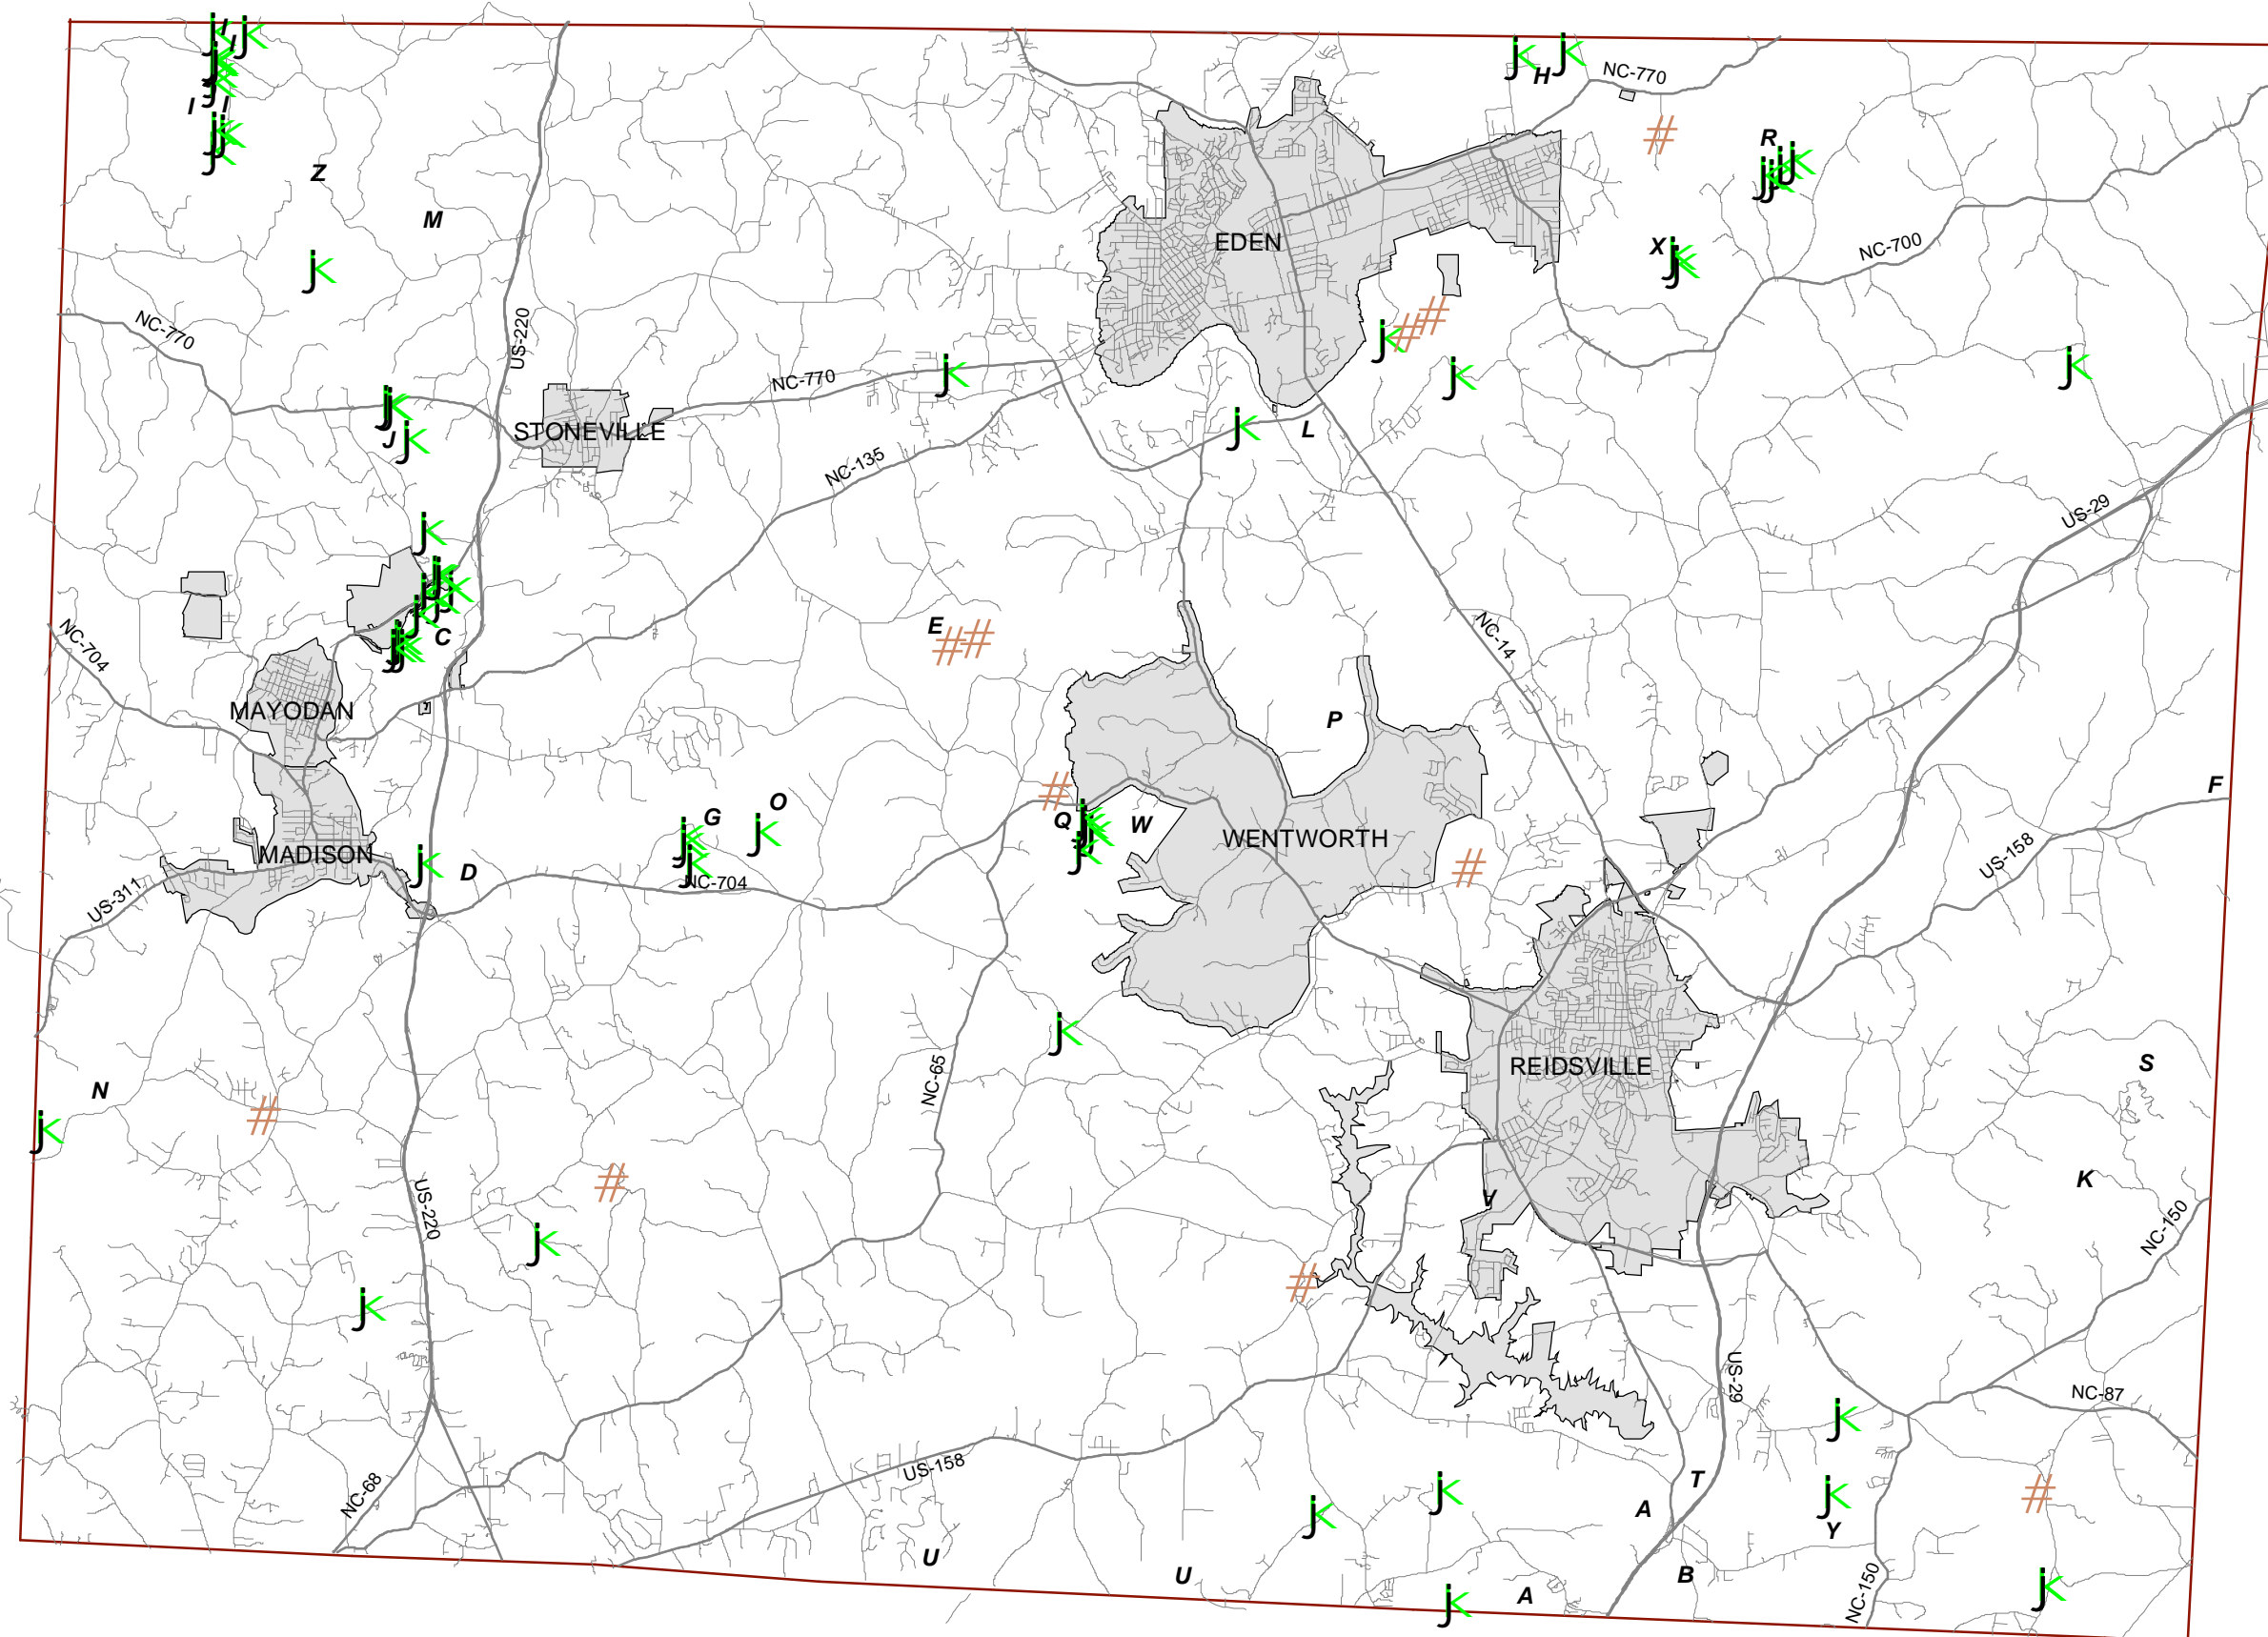 I
I
H
NC-770
R
I
I
Z
M
X
EDEN
NC-700
NC-770
US-220
NC-770
J
STONEVILLE
L
NC-135
US-29
E
C
NC-704
NC-14
MAYODAN
P
F
O
G
Q
W
WENTWORTH
MADISON
D
NC-704
US-158
US-311
NC-65
REIDSVILLE
S
N
K
V
US-220
NC-150
US-29
NC-87
US-158
T
NC-68
A
Y
U
U
B
A
NC-150